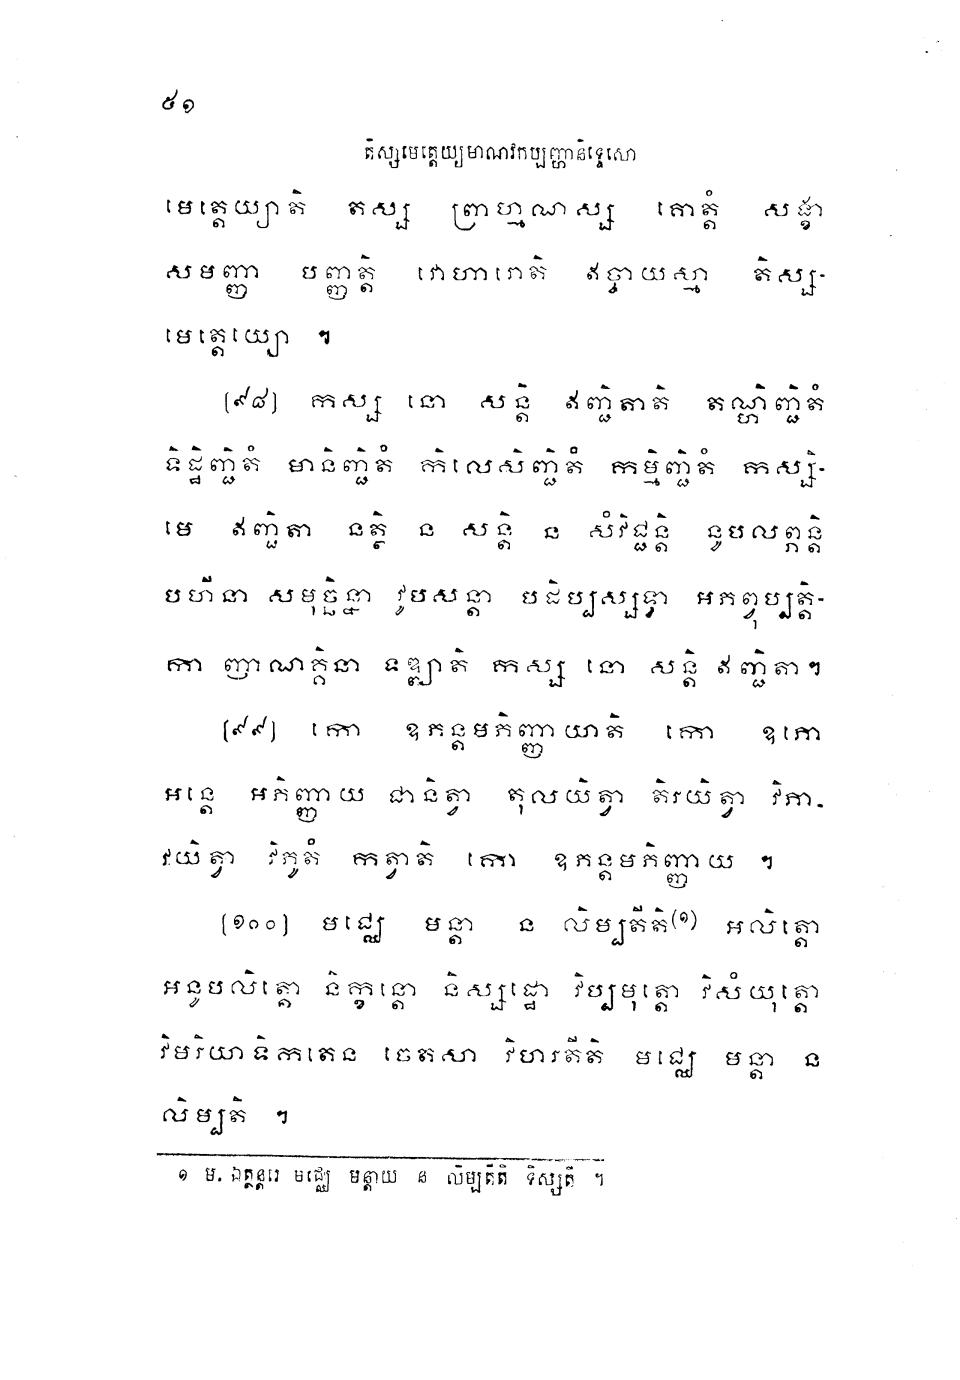 ៥១
តិស្សមេត្តេយ្យមាណវកប្បញ្ហានិទ្ទេសោ
មេត្តេយ្យាតិ តស្ស ព្រាហ្មណស្ស គោត្តំ សង្ខា
សមញ្ញា បញ្ញត្តិ វោហារោតិ ឥច្ចាយស្មា តិស្ស-
មេត្តេយ្យោ ។
[៩៨] កស្ស នោ សន្តិ ឥញ្ជិតាតិ តណ្ហិញ្ជិតំ
ទិដ្ឋិញ្ជិតំ មានិញ្ជិតំ កិលេសិញ្ជិតំ កម្មិញ្ជិតំ កស្សិ-
មេ ឥញ្ជិតា នត្ថិ ន សន្តិ ន សំវិជ្ជន្តិ នូបលព្ភន្តិ
បហីនា សមុច្ឆិន្នា វូបសន្តា បដិប្បស្សទ្ធា អភព្វុប្បត្តិ-
កា ញាណគ្គិនា ទឌ្ឍាតិ កស្ស នោ សន្តិ ឥញ្ជិតា។
[៩៩] កោ ឧភន្តមភិញ្ញាយាតិ កោ ឧភោ
អន្តេ អភិញ្ញាយ ជានិត្វា តុលយិត្វា តិរយិត្វា វិភា-
វយិត្វា វិភូតំ កត្វាតិ កោ ឧភន្តមភិញ្ញាយ ។
[១០០] មជ្ឈេ មន្តា ន លិម្បតីតិ(១) អលិត្តោ
អនូបលិត្តោ និក្ខន្តោ និស្សដ្ឋោ វិប្បមុត្តោ វិសំយុត្តោ
វិមរិយាទិកតេន ចេតសា វិហរតីតិ មជ្ឈេ មន្តា ន
លិម្បតិ ។
១ ម. ឯត្ថន្តរេ មជ្ឈេ មន្តាយ ន លិម្បតីតិ ទិស្សតិ ។